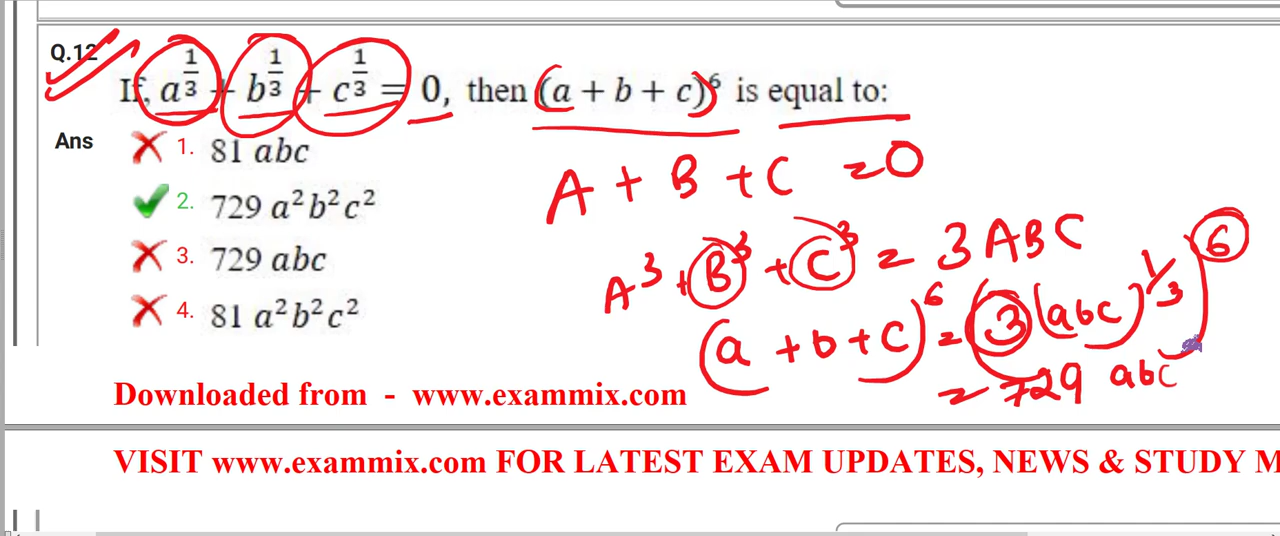 Q.12
If, a^{1/3} + b^{1/3} + c^{1/3} = 0, then (a + b + c)^6 is equal to:
Ans
1. 81 abc
2. 729 a²b²c²
3. 729 abc
4. 81 a²b²c²
A + B + C = 0
A³ + B³ + C³ = 3 ABC
(a + b + c)^6 = (3 (abc)^{1/3})^6
= 729 abc
Downloaded from - www.exammix.com
VISIT www.exammix.com FOR LATEST EXAM UPDATES, NEWS & STUDY M